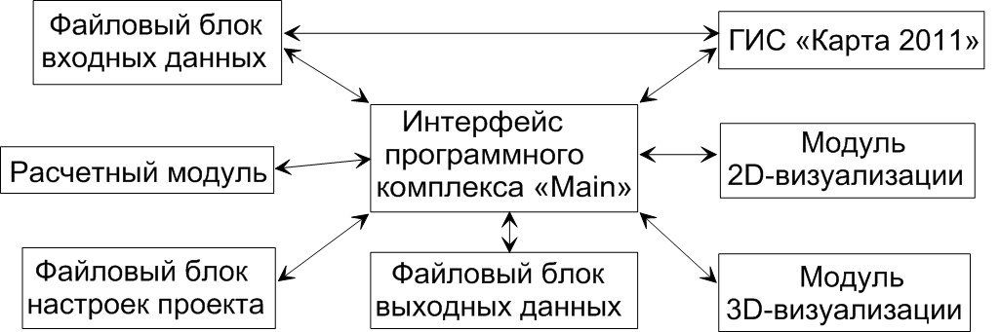 Файловый блок
входных данных
ГИС «Карта 2011»
Интерфейс
программного
комплекса «Main»
Расчетный модуль
Модуль
2D-визуализации
Файловый блок
настроек проекта
Файловый блок
выходных данных
Модуль
3D-визуализации